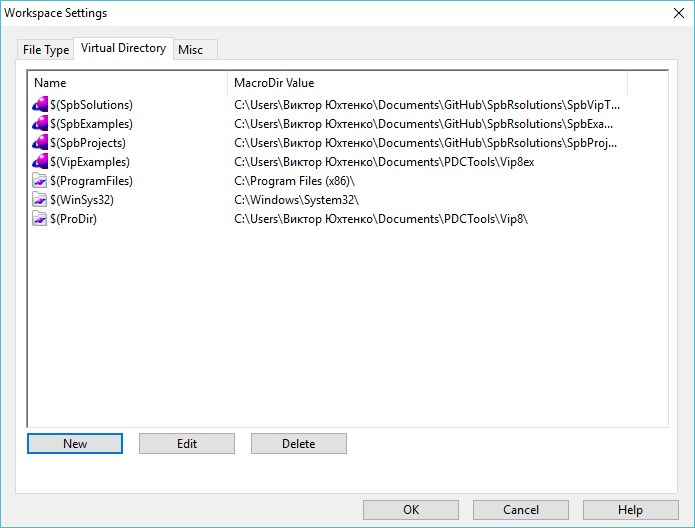 Workspace Settings
File Type Virtual Directory Misc
Name MacroDir Value
$(SpbSolutions) C:\Users\Виктор Юхтенко\Documents\GitHub\SpbRsolutions\SpbVipT...
$(SpbExamples) C:\Users\Виктор Юхтенко\Documents\GitHub\SpbRsolutions\SpbExa...
$(SpbProjects) C:\Users\Виктор Юхтенко\Documents\GitHub\SpbRsolutions\SpbProj...
$(VipExamples) C:\Users\Виктор Юхтенко\Documents\PDCTools\Vip8ex
$(ProgramFiles) C:\Program Files (x86)\
$(WinSys32) C:\Windows\System32\
$(ProDir) C:\Users\Виктор Юхтенко\Documents\PDCTools\Vip8\
New Edit Delete
OK Cancel Help